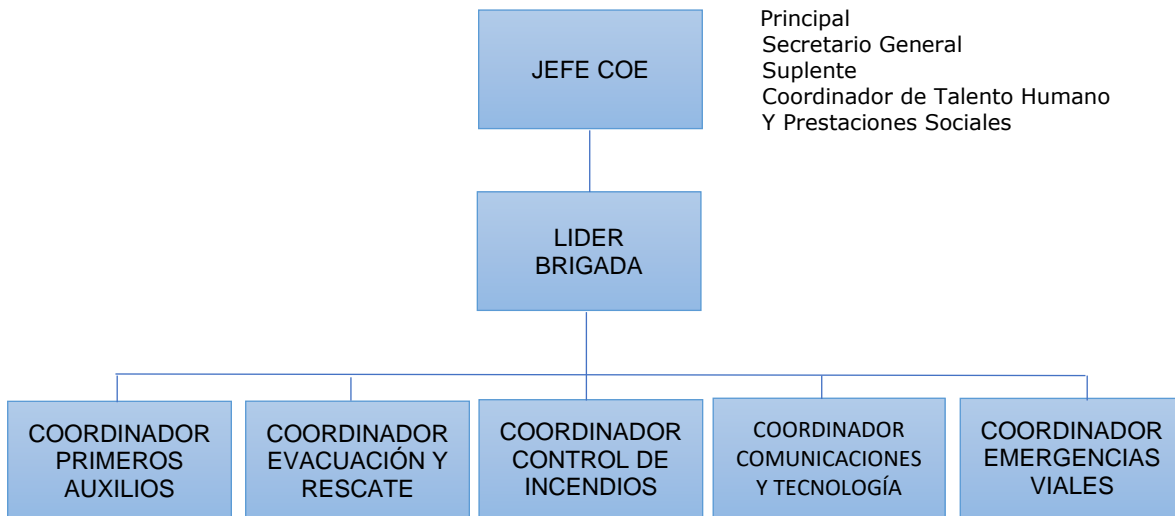 JEFE COE
Principal
Secretario General
Suplente
Coordinador de Talento Humano
Y Prestaciones Sociales
LIDER
BRIGADA
COORDINADOR
PRIMEROS
AUXILIOS
COORDINADOR
EVACUACIÓN Y
RESCATE
COORDINADOR
CONTROL DE
INCENDIOS
COORDINADOR
COMUNICACIONES
Y TECNOLOGÍA
COORDINADOR
EMERGENCIAS
VIALES